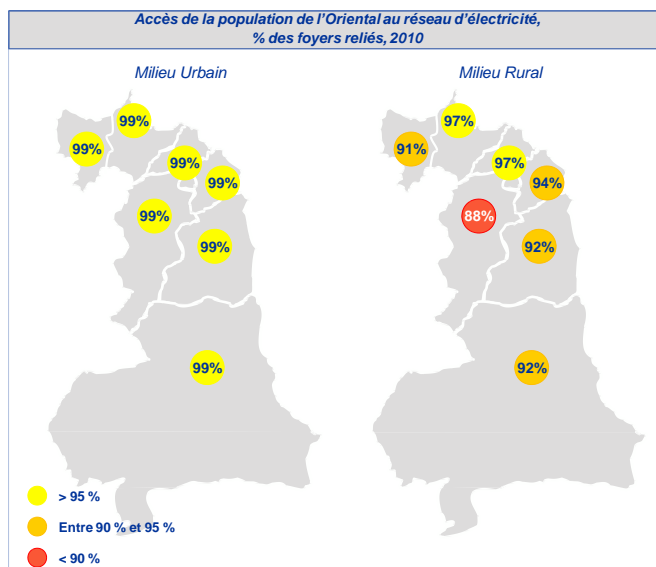 Accès de la population de l'Oriental au réseau d'électricité,
% des foyers reliés, 2010
Milieu Urbain
99%
99%
99%
99%
99%
99%
99%
Milieu Rural
97%
91%
97%
94%
88%
92%
92%
> 95 %
Entre 90 % et 95 %
< 90 %